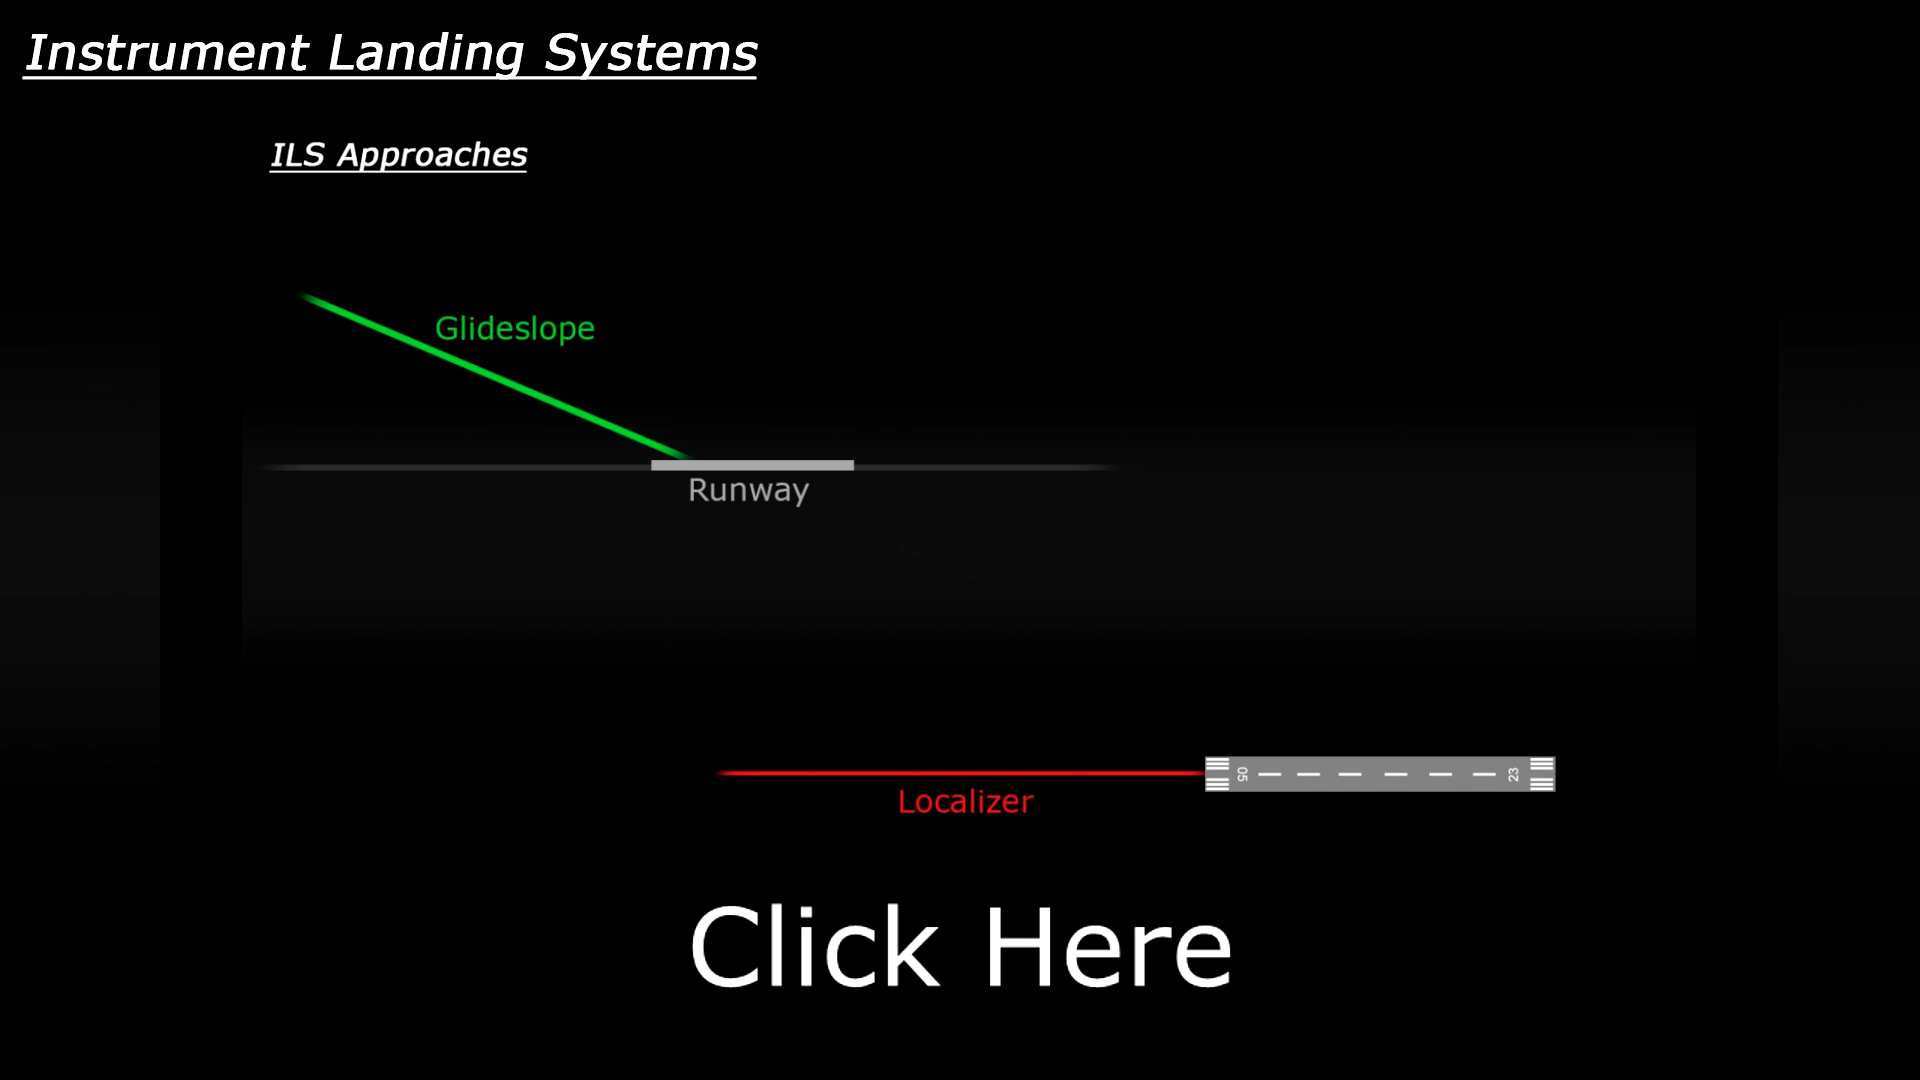 Instrument Landing Systems
ILS Approaches
Glideslope
Runway
05
23
Localizer
Click Here